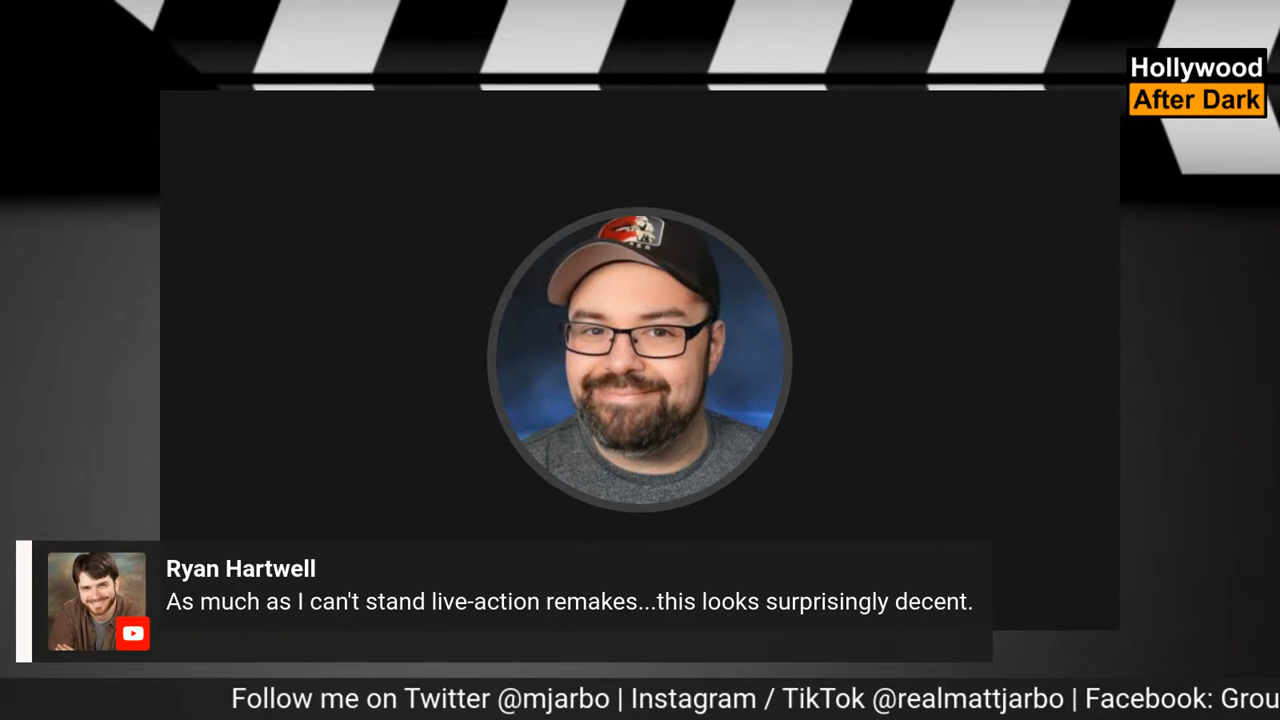 Hollywood
After Dark
Ryan Hartwell
As much as I can't stand live-action remakes...this looks surprisingly decent.
Follow me on Twitter @mjarbo | Instagram / TikTok @realmattjarbo | Facebook: Grou